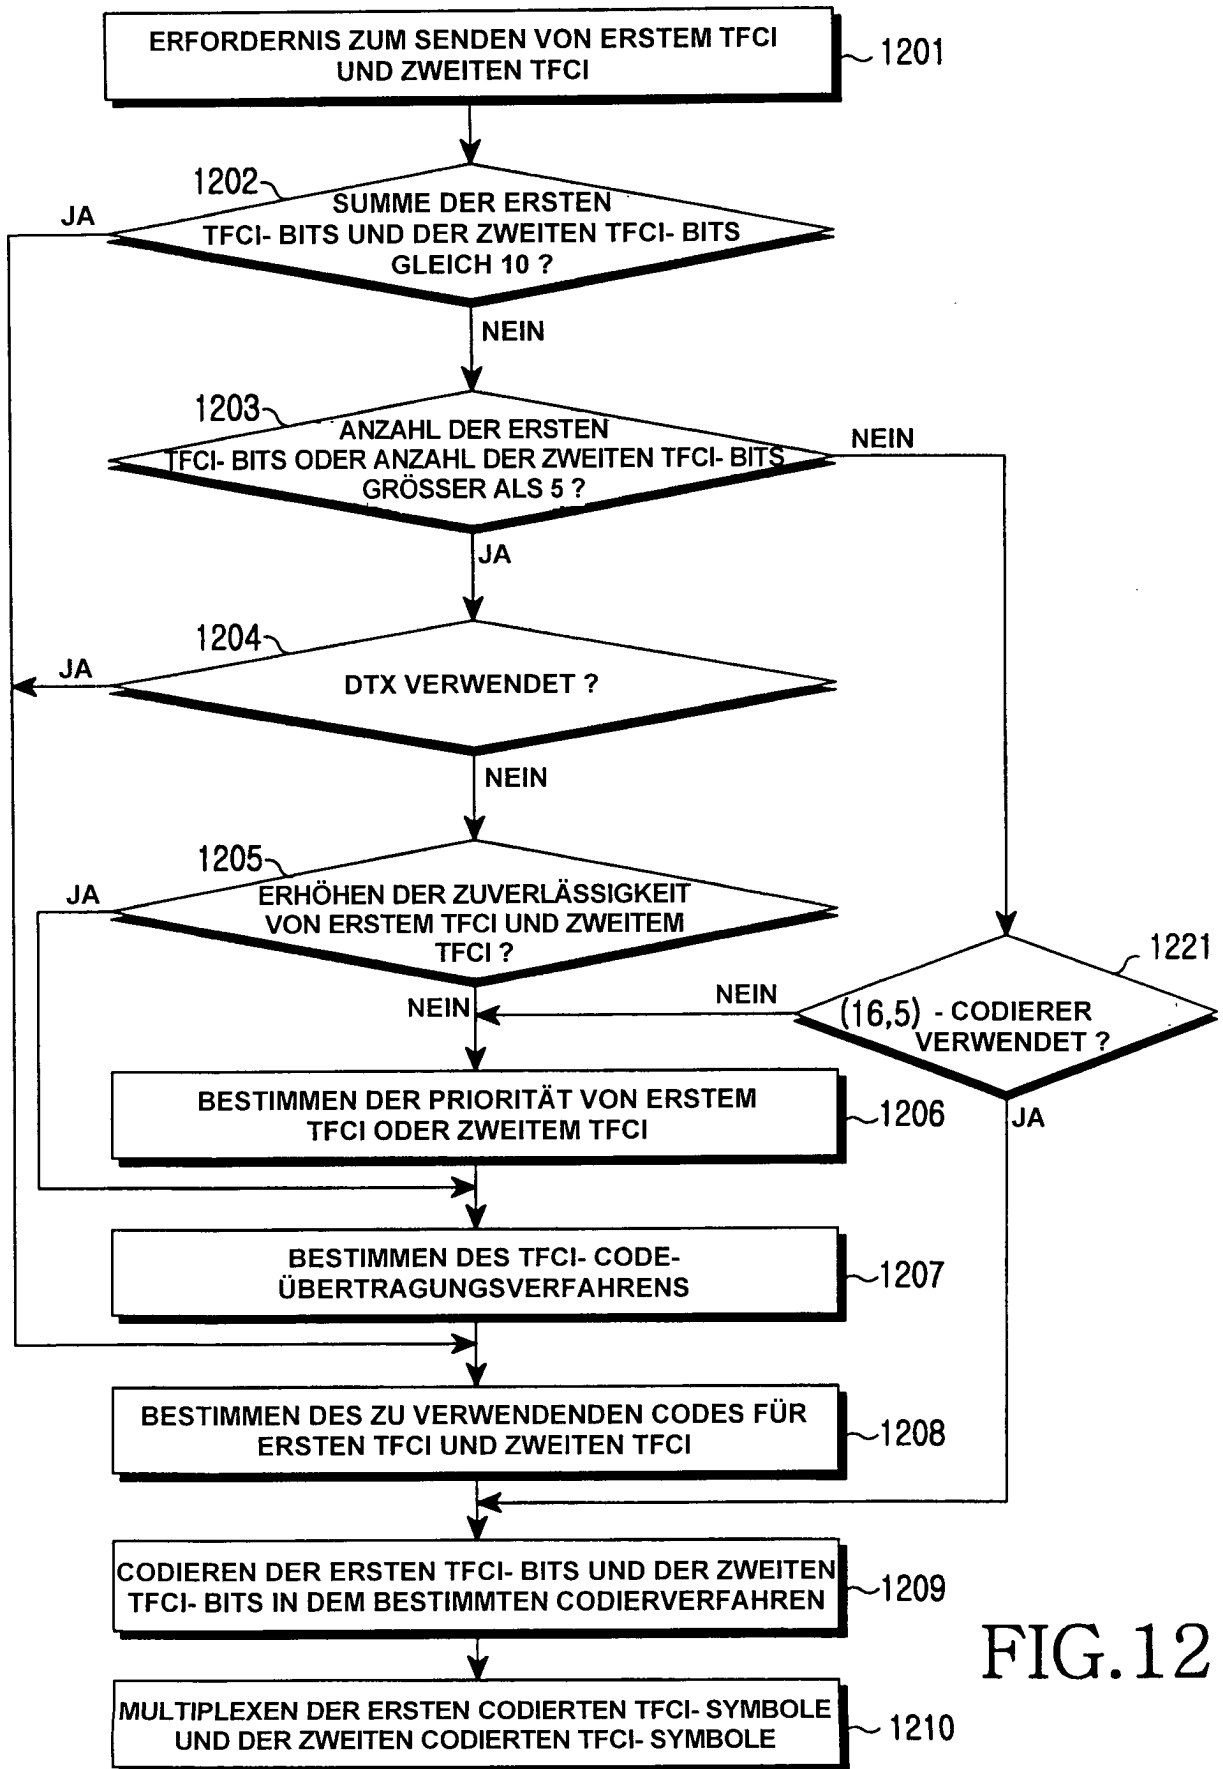 ERFORDERNIS ZUM SENDEN VON ERSTEM TFCI
UND ZWEITEN TFCI
1201
1202
JA
SUMME DER ERSTEN
TFCI- BITS UND DER ZWEITEN TFCI- BITS
GLEICH 10 ?
NEIN
1203
ANZAHL DER ERSTEN
TFCI- BITS ODER ANZAHL DER ZWEITEN TFCI- BITS
GRÖSSER ALS 5 ?
NEIN
JA
1204
JA
DTX VERWENDET ?
NEIN
1205
JA
ERHÖHEN DER ZUVERLÄSSIGKEIT
VON ERSTEM TFCI UND ZWEITEM
TFCI ?
NEIN
NEIN
1221
(16,5) - CODIERER
VERWENDET ?
JA
BESTIMMEN DER PRIORITÄT VON ERSTEM
TFCI ODER ZWEITEM TFCI
1206
BESTIMMEN DES TFCI- CODE-
ÜBERTRAGUNGSVERFAHRENS
1207
BESTIMMEN DES ZU VERWENDENDEN CODES FÜR
ERSTEN TFCI UND ZWEITEN TFCI
1208
CODIEREN DER ERSTEN TFCI- BITS UND DER ZWEITEN
TFCI- BITS IN DEM BESTIMMTEN CODIERVERFAHREN
1209
MULTIPLEXEN DER ERSTEN CODIERTEN TFCI- SYMBOLE
UND DER ZWEITEN CODIERTEN TFCI- SYMBOLE
1210
FIG.12